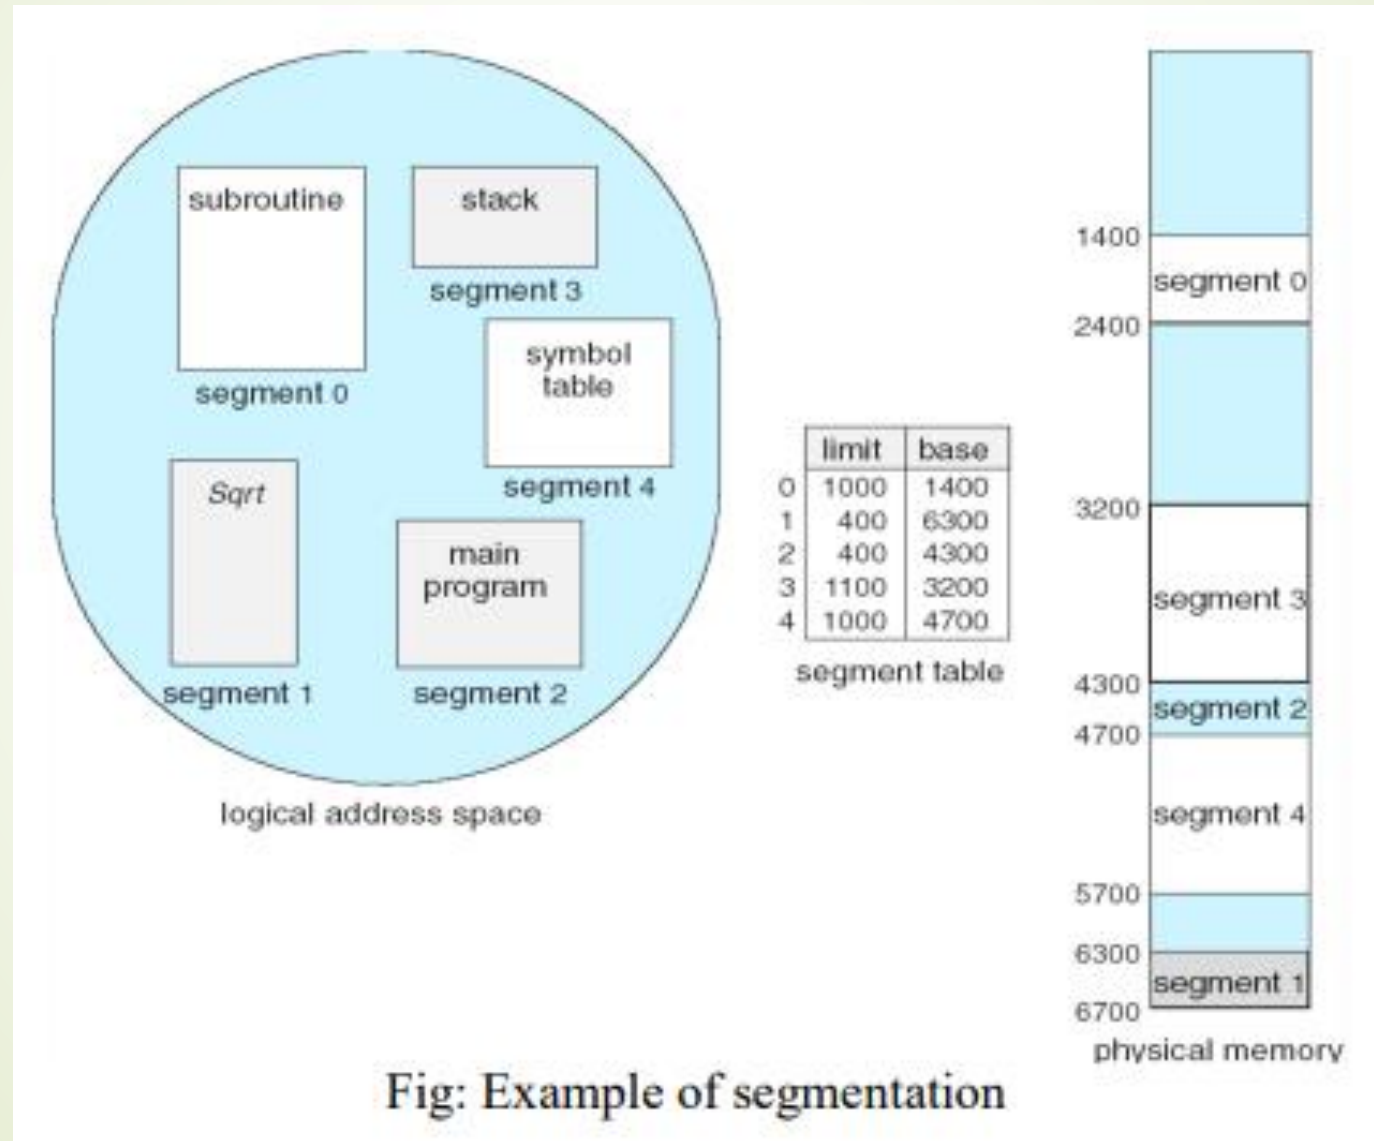 subroutine
segment 0
stack
segment 3
symbol
table
segment 4
Sqrt
segment 1
main
program
segment 2
logical address space
limit base
0 1000 1400
1 400 6300
2 400 4300
3 1100 3200
4 1000 4700
segment table
1400
segment 0
2400
3200
segment 3
4300
segment 2
4700
segment 4
5700
6300
segment 1
6700
physical memory
Fig: Example of segmentation